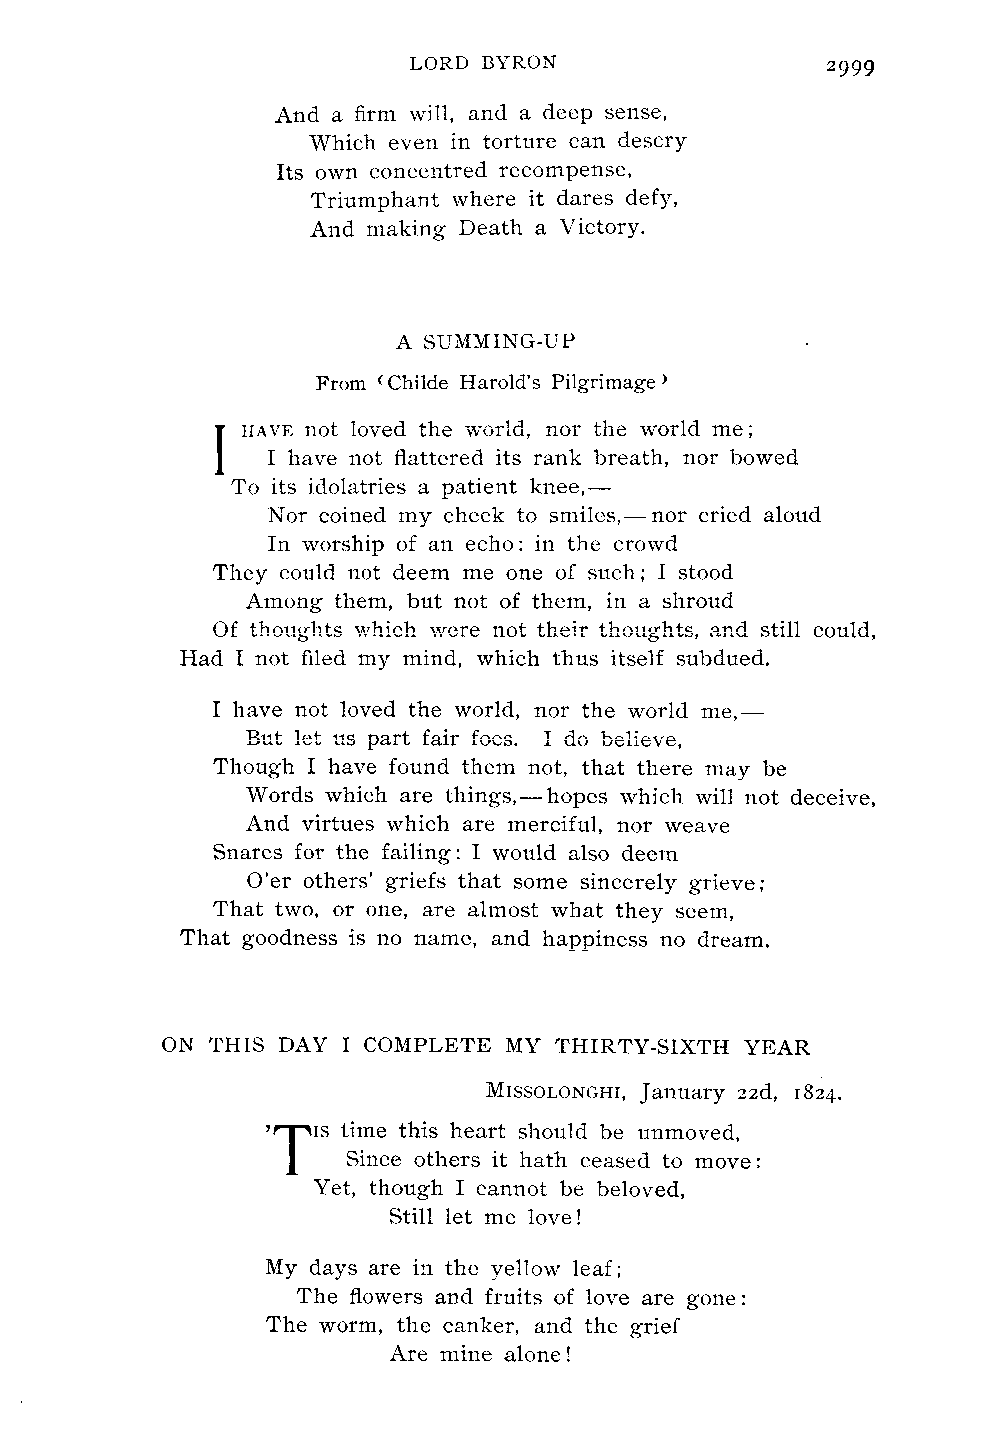 LORD BYRON 2999
And a firm will, and a deep sense,
Which even in torture can descry
Its own concentred recompense,
Triumphant where it dares defy,
And making Death a Victory.
A SUMMING-UP
From ‘Childe Harold's Pilgrimage’
I HAVE not loved the world, nor the world me;
I have not flattered its rank breath, nor bowed
To its idolatries a patient knee,—
Nor coined my cheek to smiles,—nor cried aloud
In worship of an echo: in the crowd
They could not deem me one of such; I stood
Among them, but not of them, in a shroud
Of thoughts which were not their thoughts, and still could,
Had I not filed my mind, which thus itself subdued.
I have not loved the world, nor the world me,—
But let us part fair foes. I do believe,
Though I have found them not, that there may be
Words which are things,—hopes which will not deceive,
And virtues which are merciful, nor weave
Snares for the failing: I would also deem
O'er others' griefs that some sincerely grieve;
That two, or one, are almost what they seem,
That goodness is no name, and happiness no dream.
ON THIS DAY I COMPLETE MY THIRTY-SIXTH YEAR
MISSOLONGHI, January 22d, 1824.
'TIS time this heart should be unmoved,
Since others it hath ceased to move:
Yet, though I cannot be beloved,
Still let me love!
My days are in the yellow leaf;
The flowers and fruits of love are gone:
The worm, the canker, and the grief
Are mine alone!